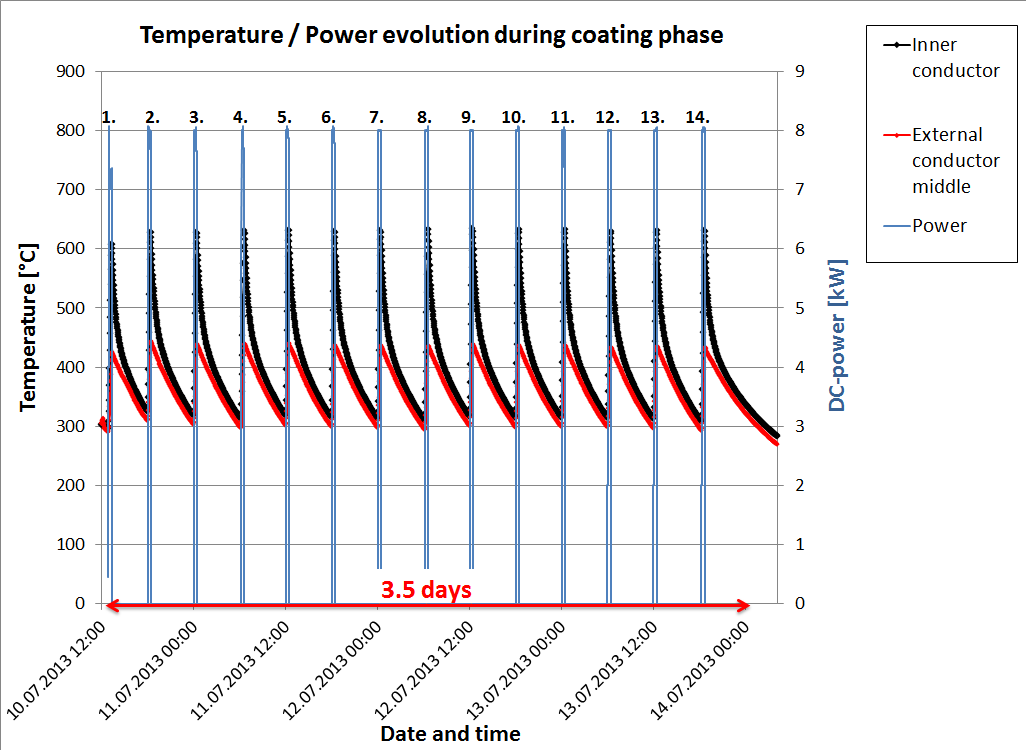 Temperature / Power evolution during coating phase
Inner
conductor
External
conductor
middle
Power
900
800
700
600
500
400
300
200
100
0
9
8
7
6
5
4
3
2
1
0
1. 2. 3. 4. 5. 6. 7. 8. 9. 10. 11. 12. 13. 14.
Temperature [°C]
DC-power [kW]
3.5 days
10.07.2013 12:00
11.07.2013 00:00
11.07.2013 12:00
12.07.2013 00:00
12.07.2013 12:00
13.07.2013 00:00
13.07.2013 12:00
14.07.2013 00:00
Date and time